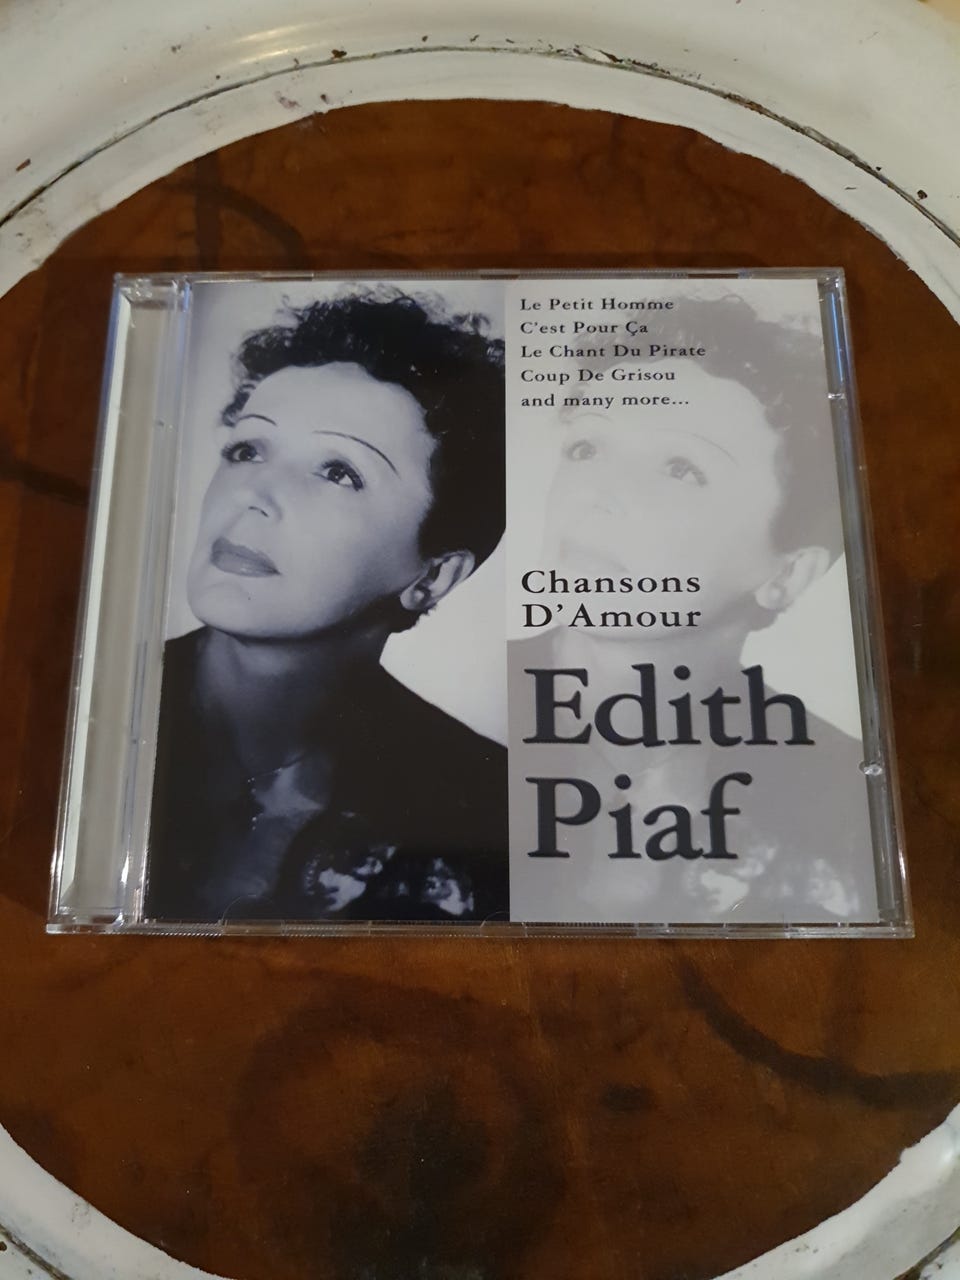 Le Petit Homme
C'est Pour Ça
Le Chant Du Pirate
Coup De Grisou
and many more...
Chansons
D'Amour
Edith
Piaf